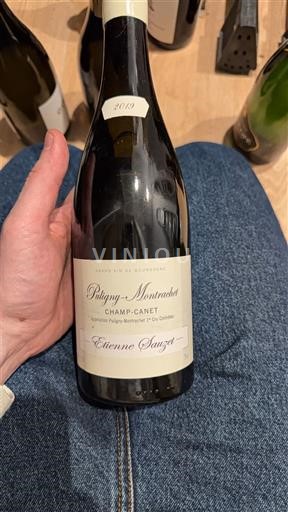 2019
VINIOU
GRAND VIN DE BOURGOGNE
Puligny-Montrachet
CHAMP-CANET
Appellation Puligny-Montrachet 1er Cru Contrôlée
Etienne Sauzet